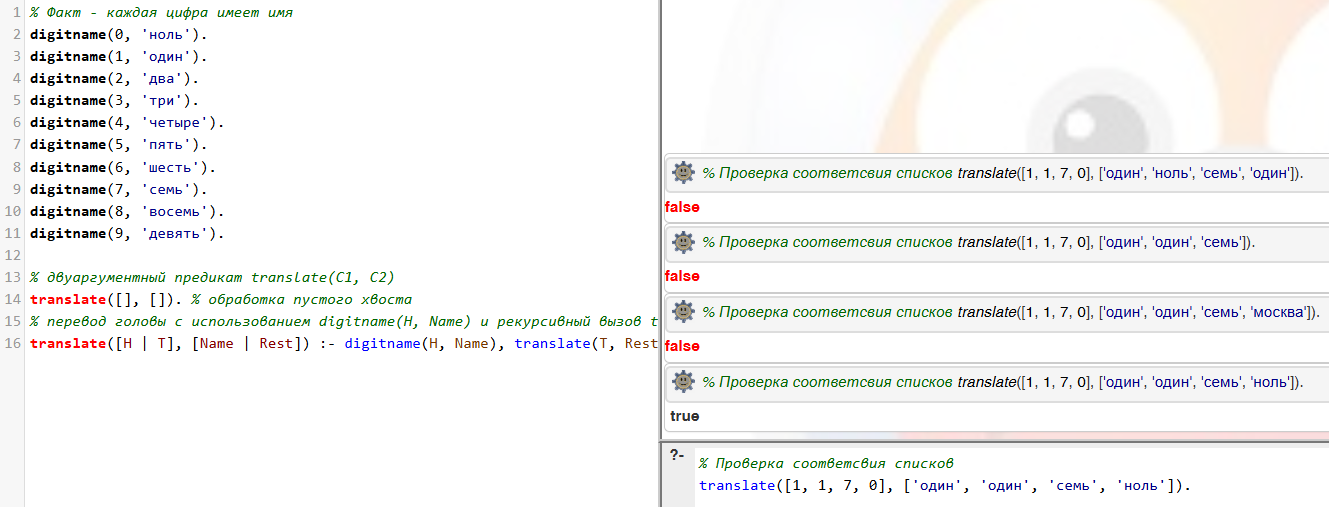 1 % Факт - каждая цифра имеет имя
2 digitname(0, 'ноль').
3 digitname(1, 'один').
4 digitname(2, 'два').
5 digitname(3, 'три').
6 digitname(4, 'четыре').
7 digitname(5, 'пять').
8 digitname(6, 'шесть').
9 digitname(7, 'семь').
10 digitname(8, 'восемь').
11 digitname(9, 'девять').
12
13 % двуаргументный предикат translate(C1, C2)
14 translate([], []). % обработка пустого хвоста
15 % перевод головы с использованием digitname(H, Name) и рекурсивный вызов t
16 translate([H | T], [Name | Rest]) :- digitname(H, Name), translate(T, Rest
% Проверка соответсвия списков translate([1, 1, 7, 0], ['один', 'ноль', 'семь', 'один']).
false
% Проверка соответсвия списков translate([1, 1, 7, 0], ['один', 'один', 'семь']).
false
% Проверка соответсвия списков translate([1, 1, 7, 0], ['один', 'один', 'семь', 'москва']).
false
% Проверка соответсвия списков translate([1, 1, 7, 0], ['один', 'один', 'семь', 'ноль']).
true
?- % Проверка соответсвия списков
translate([1, 1, 7, 0], ['один', 'один', 'семь', 'ноль']).